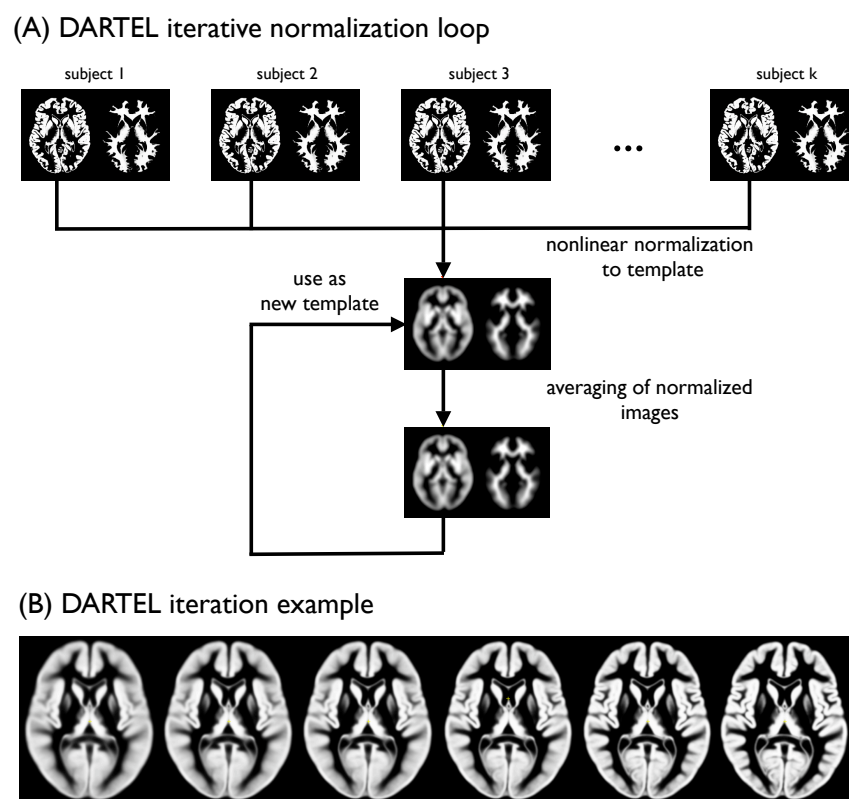 (A) DARTEL iterative normalization loop
subject 1
subject 2
subject 3
subject k
...
nonlinear normalization
to template
use as
new template
averaging of normalized
images
(B) DARTEL iteration example